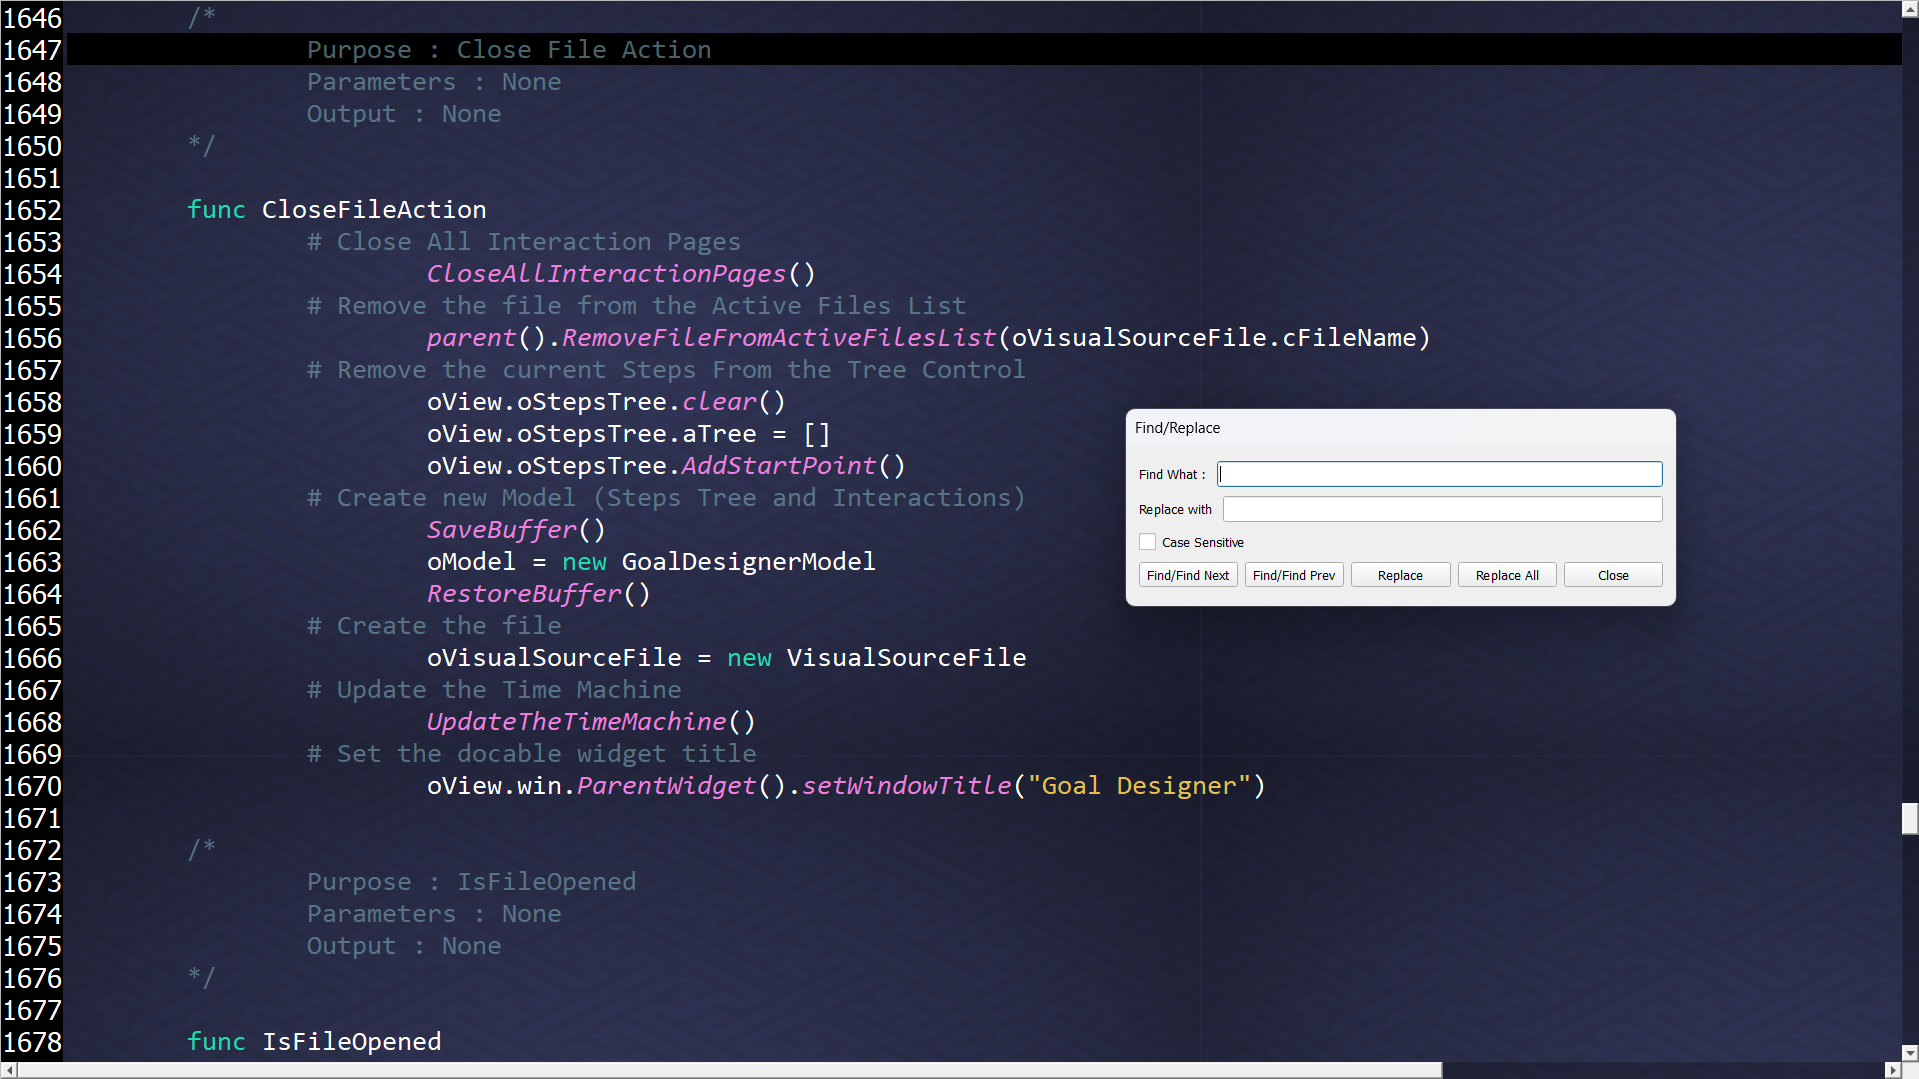 1646 /*
1647 Purpose : Close File Action
1648 Parameters : None
1649 Output : None
1650 */
1651
1652 func CloseFileAction
1653 # Close All Interaction Pages
1654 CloseAllInteractionPages()
1655 # Remove the file from the Active Files List
1656 parent().RemoveFileFromActiveFilesList(oVisualSourceFile.cFileName)
1657 # Remove the current Steps From the Tree Control
1658 oView.oStepsTree.clear()
1659 oView.oStepsTree.aTree = []
1660 oView.oStepsTree.AddStartPoint()
1661 # Create new Model (Steps Tree and Interactions)
1662 SaveBuffer()
1663 oModel = new GoalDesignerModel
1664 RestoreBuffer()
1665 # Create the file
1666 oVisualSourceFile = new VisualSourceFile
1667 # Update the Time Machine
1668 UpdateTheTimeMachine()
1669 # Set the docable widget title
1670 oView.win.ParentWidget().setWindowTitle("Goal Designer")
1671
1672 /*
1673 Purpose : IsFileOpened
1674 Parameters : None
1675 Output : None
1676 */
1677
1678 func IsFileOpened
Find/Replace
Find What :
Replace with
Case Sensitive
Find/Find Next Find/Find Prev Replace Replace All Close